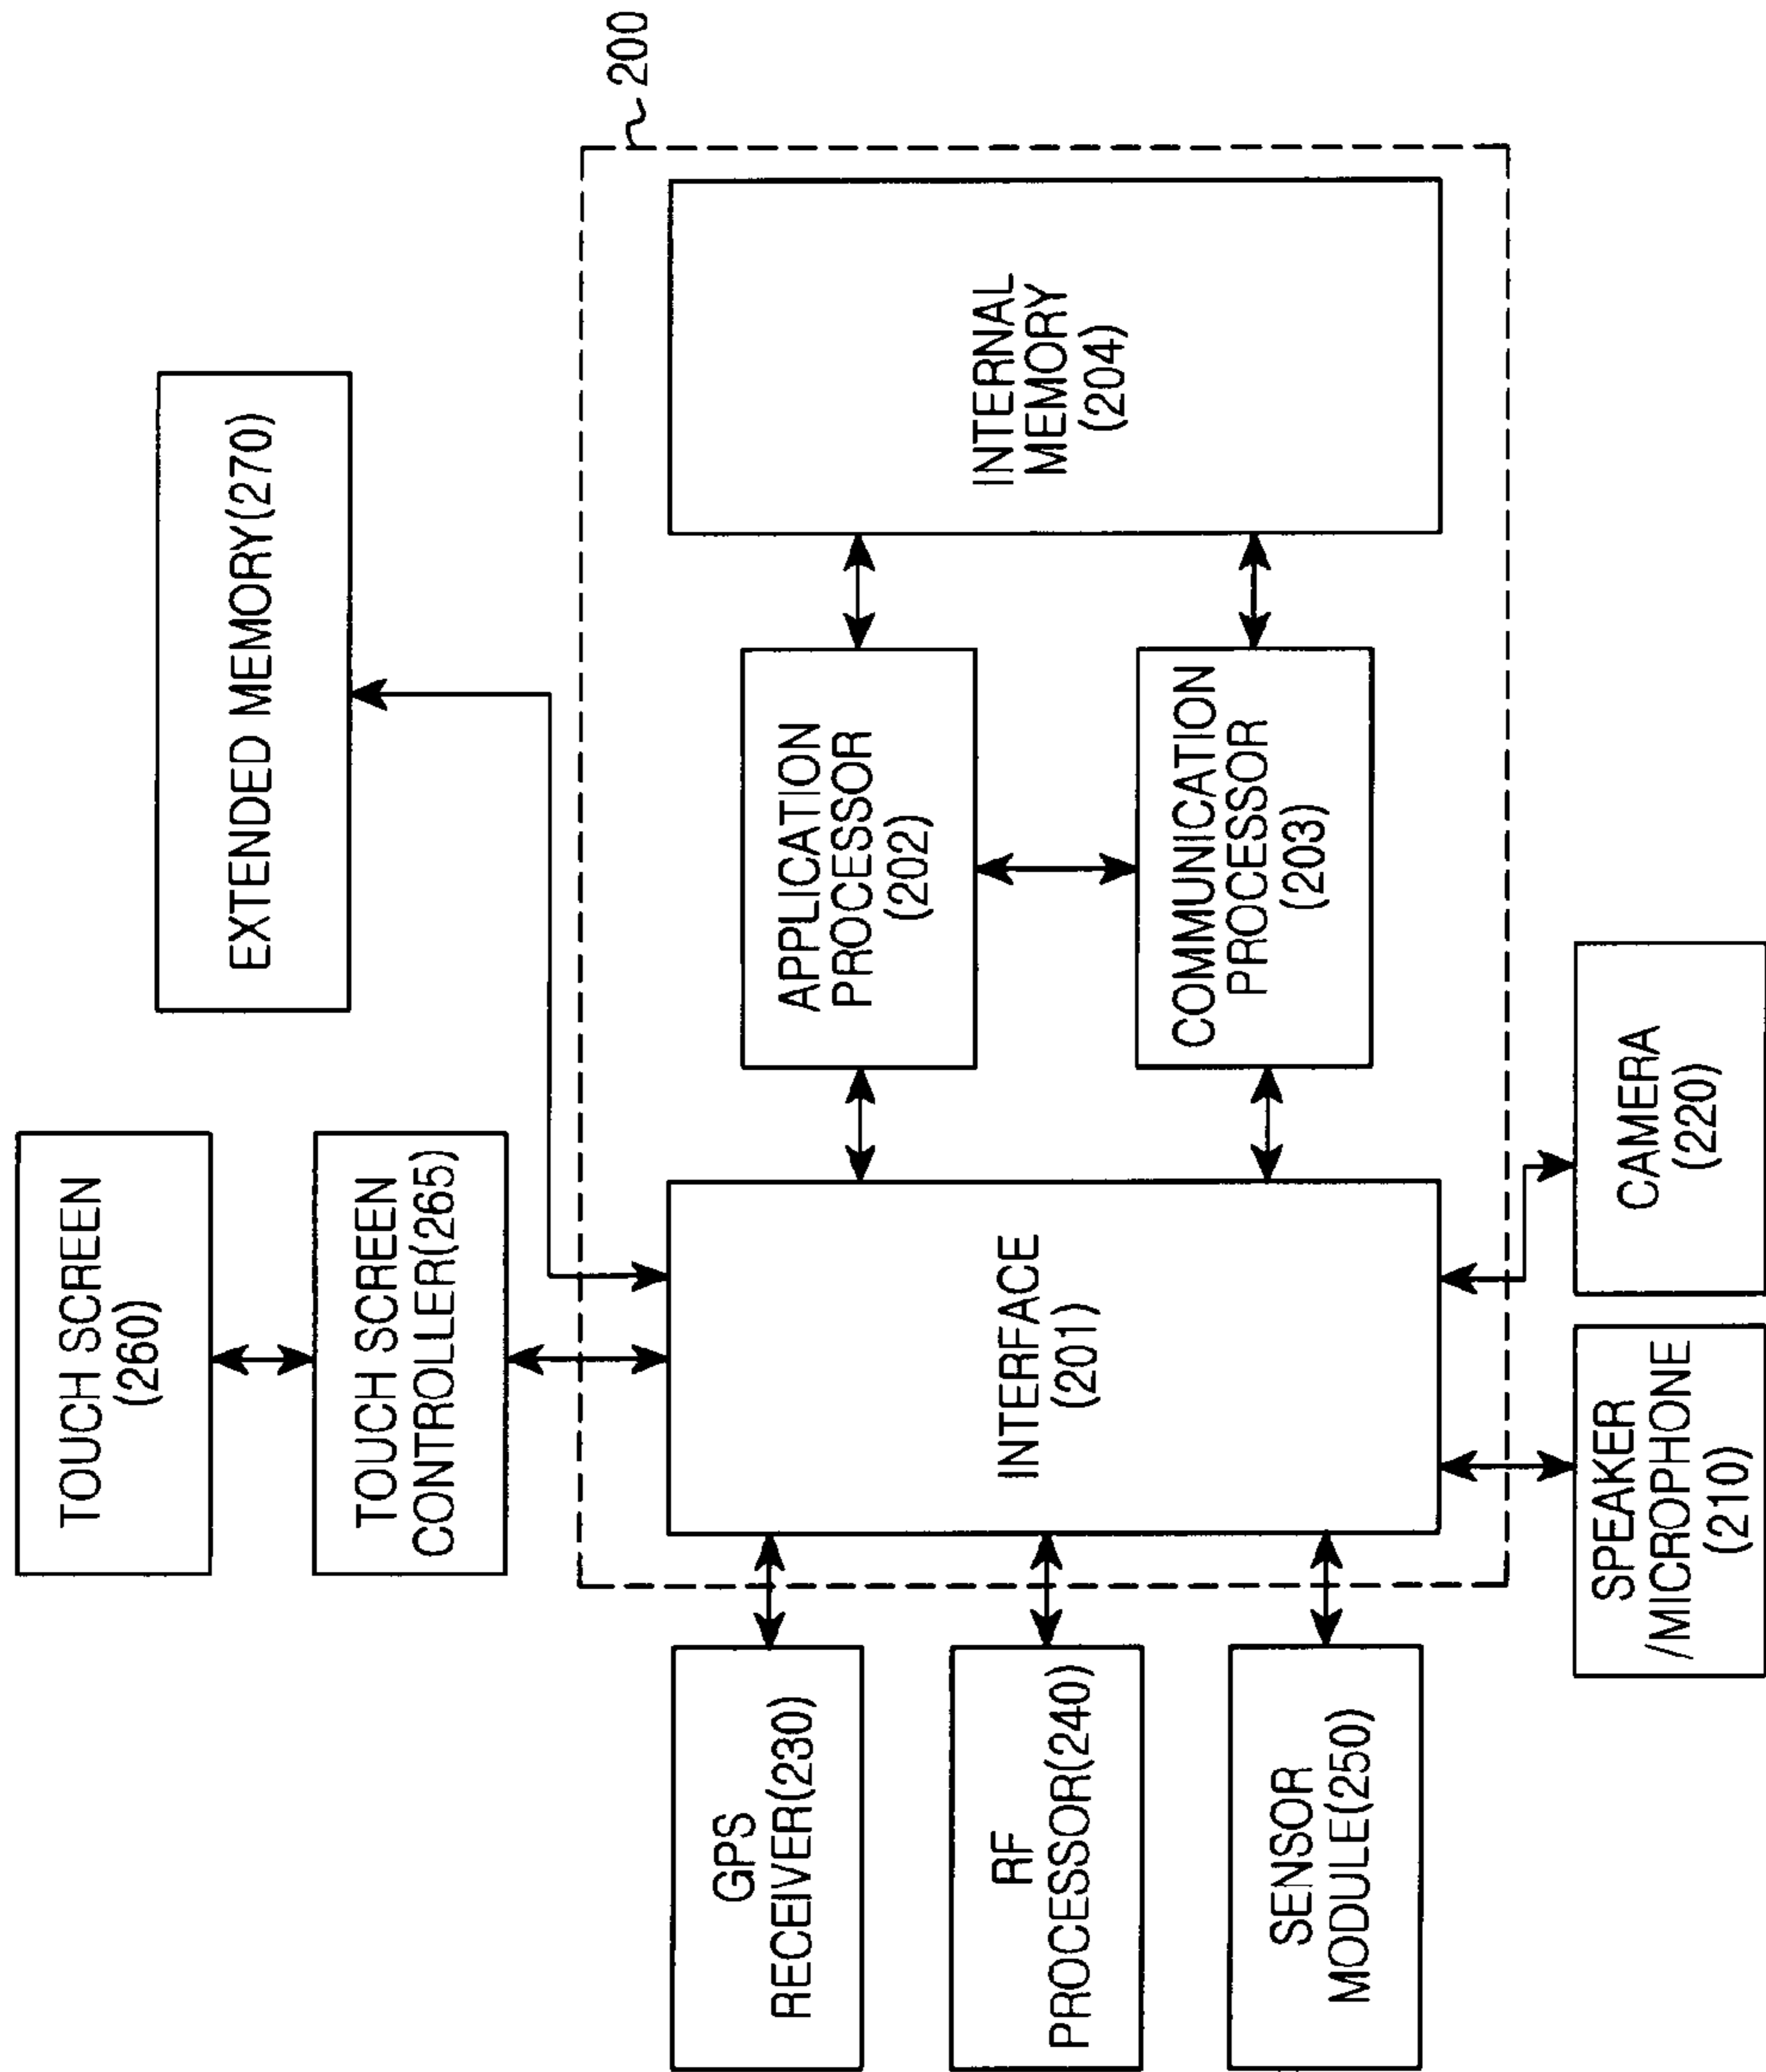 TOUCH SCREEN
(260)
TOUCH SCREEN
CONTROLLER(265)
EXTENDED MEMORY(270)
200
GPS
RECEIVER(230)
RF
PROCESSOR(240)
SENSOR
MODULE(250)
INTERFACE
(201)
APPLICATION
PROCESSOR
(202)
COMMUNICATION
PROCESSOR
(203)
INTERNAL
MEMORY
(204)
SPEAKER
/MICROPHONE
(210)
CAMERA
(220)